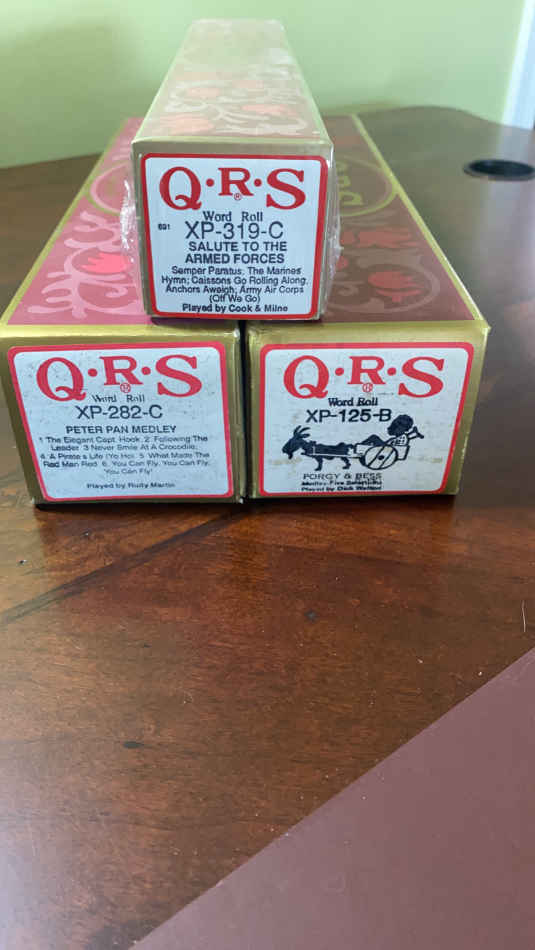 Q·R·S
®
Word Roll
691
XP-319-C
SALUTE TO THE
ARMED FORCES
Semper Paratus; The Marines
Hymn; Caissons Go Rolling Along,
Anchors Aweigh; Army Air Corps
(Off We Go)
Played by Cook & Milne
Q·R·S
®
Word Roll
XP-282-C
PETER PAN MEDLEY
1 The Elegant Capt. Hook, 2. Following The
Leader 3 Never Smile At A Crocodile,
4. A Pirate's Life (Yo Ho), 5. What Made The
Red Man Red 6. You Can Fly, You Can Fly,
You Can Fly!
Played by Rudy Martin
Q·R·S
®
Word Roll
XP-125-B
PORGY & BESS
Medley-Five Selections
Played by Dick Watson